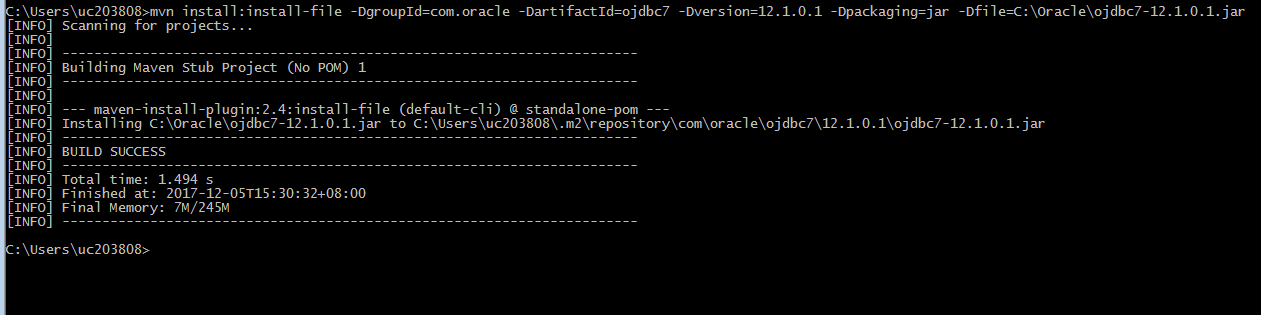 C:\Users\uc203808>mvn install:install-file -DgroupId=com.oracle -DartifactId=ojdbc7 -Dversion=12.1.0.1 -Dpackaging=jar -Dfile=C:\Oracle\ojdbc7-12.1.0.1.jar
[INFO] Scanning for projects...
[INFO]
[INFO] ------------------------------------------------------------------------
[INFO] Building Maven Stub Project (No POM) 1
[INFO] ------------------------------------------------------------------------
[INFO]
[INFO] --- maven-install-plugin:2.4:install-file (default-cli) @ standalone-pom ---
[INFO] Installing C:\Oracle\ojdbc7-12.1.0.1.jar to C:\Users\uc203808\.m2\repository\com\oracle\ojdbc7\12.1.0.1\ojdbc7-12.1.0.1.jar
[INFO] ------------------------------------------------------------------------
[INFO] BUILD SUCCESS
[INFO] ------------------------------------------------------------------------
[INFO] Total time: 1.494 s
[INFO] Finished at: 2017-12-05T15:30:32+08:00
[INFO] Final Memory: 7M/245M
[INFO] ------------------------------------------------------------------------
C:\Users\uc203808>